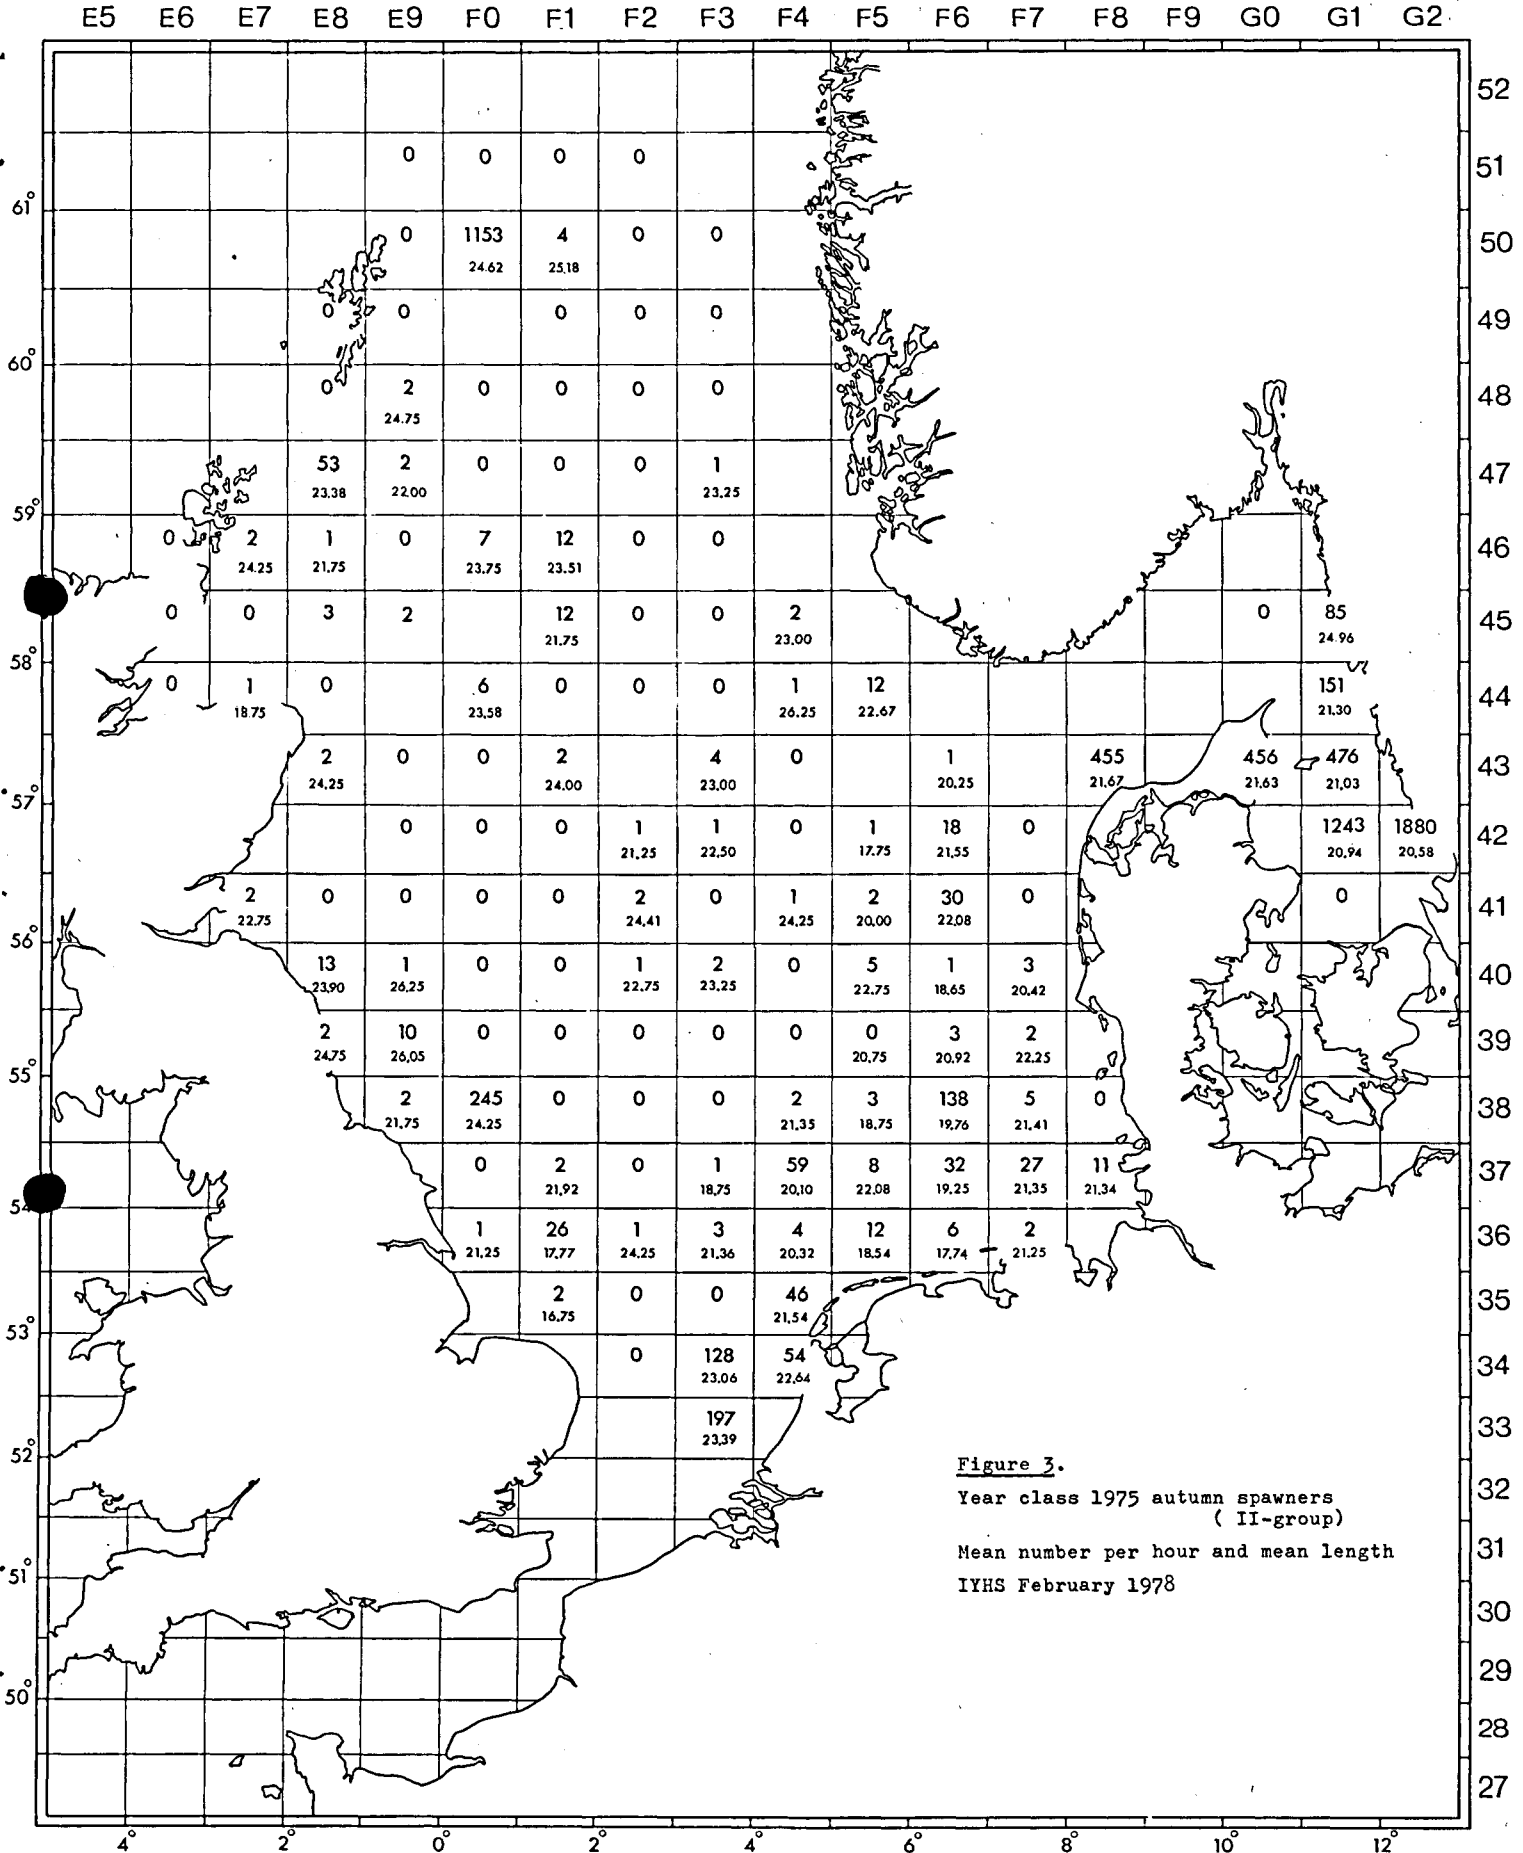 E5 E6 E7 E8 E9 F0 F1 F2 F3 F4 F5 F6 F7 F8 F9 G0 G1 G2
52
0 0 0 0 51
61°
0 1153 4 0 0 50
24.62 25,18
0 0 0 0 0 49
60°
0 2 0 0 0 0 48
24.75
53 2 0 0 0 1 47
23,38 22,00 23,25
59°
0 2 1 0 7 12 0 0 46
24.25 21,75 23.75 23.51
0 0 3 2 12 0 0 2 0 85 45
21,75 23,00 24.96
58°
0 1 0 6 0 0 0 1 12 151 44
18.75 23,58 26,25 22,67 21,30
2 0 0 2 4 0 1 455 456 476 43
24,25 24,00 23,00 20,25 21,67 21,63 21,03
57°
0 0 0 1 1 0 1 18 0 1243 1880 42
21,25 22,50 17.75 21,55 20,94 20,58
2 0 0 0 0 2 0 1 2 30 0 0 41
22,75 24,41 24,25 20,00 22,08
56°
13 1 0 0 1 2 0 5 1 3 40
23,90 26,25 22,75 23,25 22,75 18,65 20,42
2 10 0 0 0 0 0 0 3 2 39
24,75 26,05 20,75 20,92 22,25
55°
2 245 0 0 0 2 3 138 5 0 38
21,75 24,25 21,35 18,75 19,76 21,41
0 2 0 1 59 8 32 27 11 37
21,92 18,75 20,10 22,08 19,25 21,35 21,34
54
1 26 1 3 4 12 6 2 36
21,25 17,77 24,25 21,36 20,32 18,54 17,74 21,25
2 0 0 46 35
16,75 21,54
53°
0 128 54 34
23,06 22,64
197 33
23,39
52°
Figure 3.
32
Year class 1975 autumn spawners
( II-group)
31
Mean number per hour and mean length
51°
IYHS February 1978
30
29
50°
28
27
4° 2° 0° 2° 4° 6° 8° 10° 12°